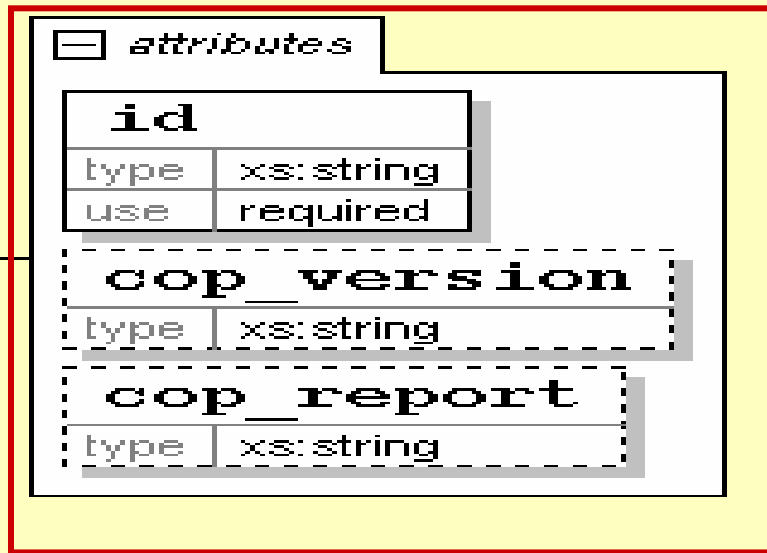 attributes
id
type xs:string
use required
cop_version
type xs:string
cop_report
type xs:string